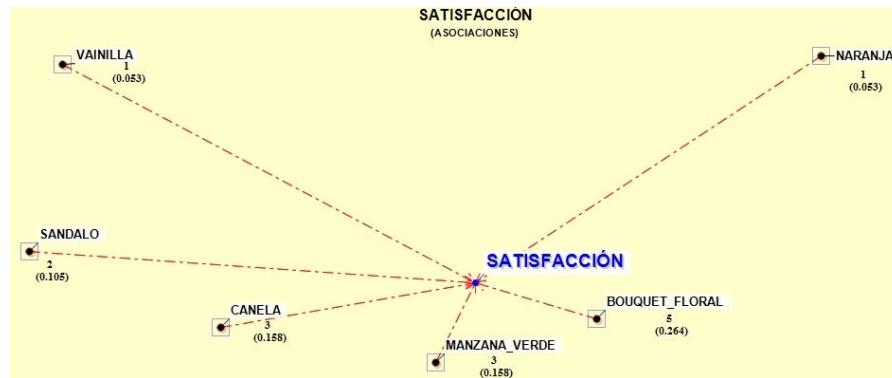 SATISFACCIÓN
(ASOCIACIONES)
VAINILLA
1
(0.053)
NARANJA
1
(0.053)
SANDALO
2
(0.105)
SATISFACCIÓN
CANELA
3
(0.158)
BOUQUET_FLORAL
5
(0.264)
MANZANA_VERDE
3
(0.158)